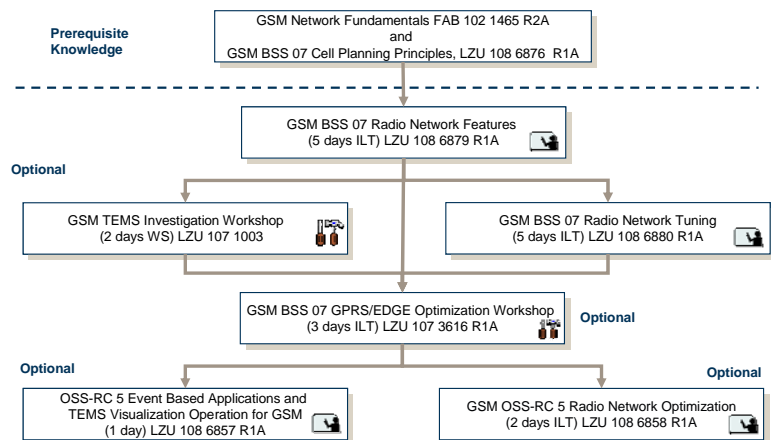 Prerequisite
Knowledge
GSM Network Fundamentals FAB 102 1465 R2A
and
GSM BSS 07 Cell Planning Principles, LZU 108 6876 R1A
GSM BSS 07 Radio Network Features
(5 days ILT) LZU 108 6879 R1A
Optional
GSM TEMS Investigation Workshop
(2 days WS) LZU 107 1003
GSM BSS 07 Radio Network Tuning
(5 days ILT) LZU 108 6880 R1A
GSM BSS 07 GPRS/EDGE Optimization Workshop
(3 days ILT) LZU 107 3616 R1A
Optional
Optional
OSS-RC 5 Event Based Applications and
TEMS Visualization Operation for GSM
(1 day) LZU 108 6857 R1A
Optional
GSM OSS-RC 5 Radio Network Optimization
(2 days ILT) LZU 108 6858 R1A